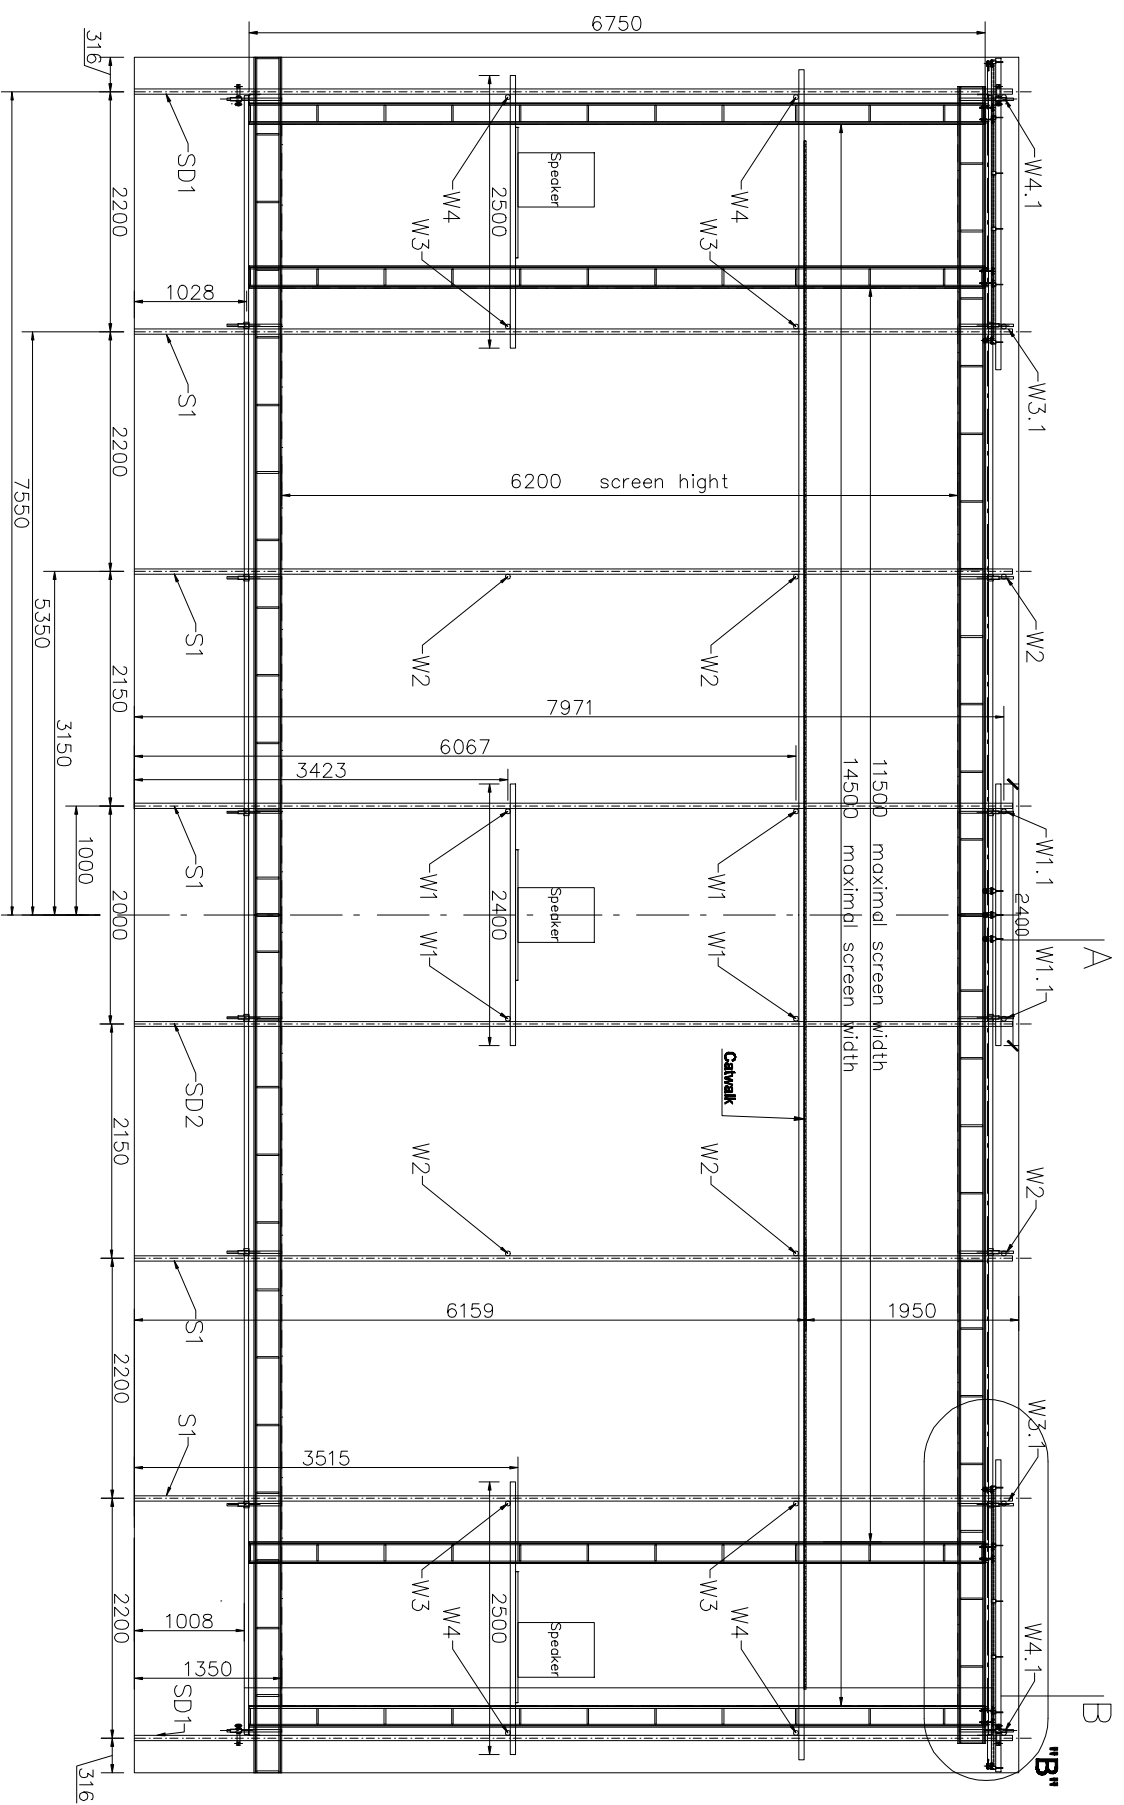 6750
316
SD1
W4
W4
W4.1
Speaker
2200
2500
W3
W3
W3.1
1028
S1
2200
6200 screen hight
7550
5350
S1
W2
W2
W2
2150
7971
3150
6067
3423
11500 maximal screen width
14500 maximal screen width
1000
S1
W1
W1
W1.1
2000
2400
Speaker
2400
A
W1
W1
W1.1
SD2
Catwalk
2150
W2
W2
W2
S1
6159
1950
2200
S1
3515
W3.1
W3
W3
2200
2500
Speaker
1008
W4
W4
W4.1
1350
SD1
B
"B"
316